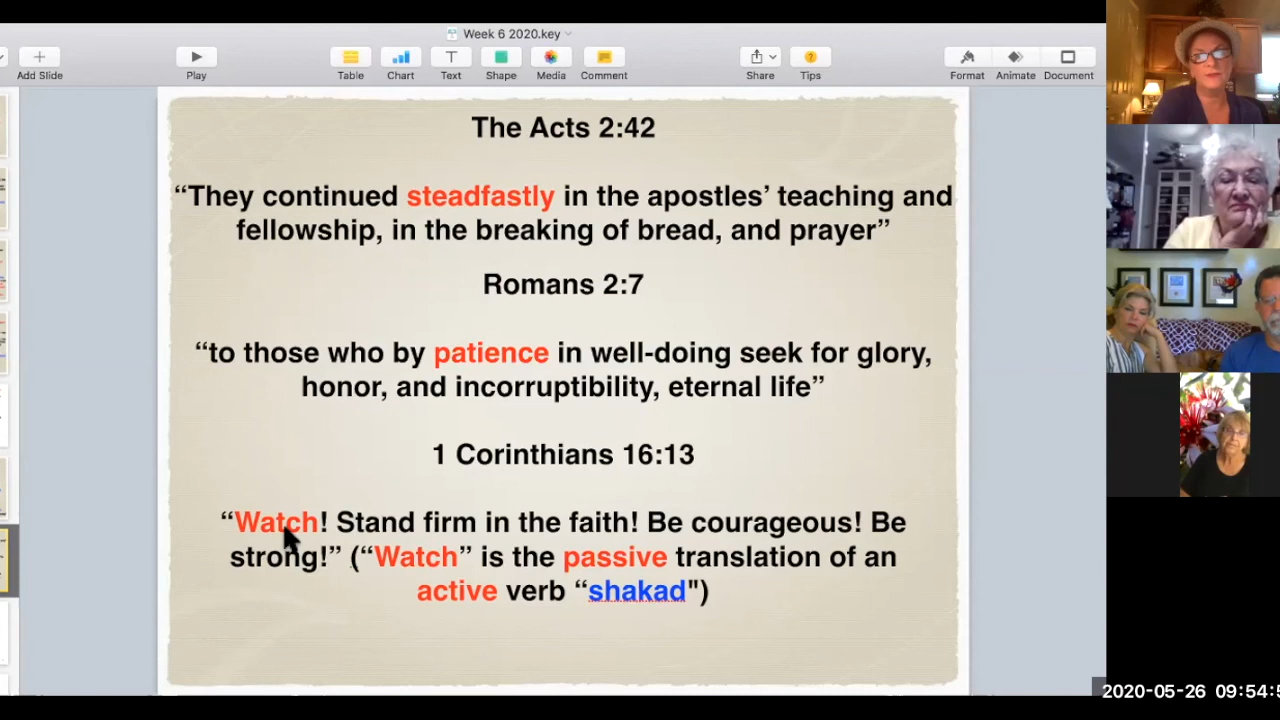 Week 6 2020.key
Add Slide
Play
Table
Chart
Text
Shape
Media
Comment
Share
Tips
Format
Animate
Document
T
The Acts 2:42
“They continued steadfastly in the apostles’ teaching and
fellowship, in the breaking of bread, and prayer”
Romans 2:7
“to those who by patience in well-doing seek for glory,
honor, and incorruptibility, eternal life”
1 Corinthians 16:13
“Watch! Stand firm in the faith! Be courageous! Be
strong!” (“Watch” is the passive translation of an
active verb “shakad")
2020-05-26 09:54:5